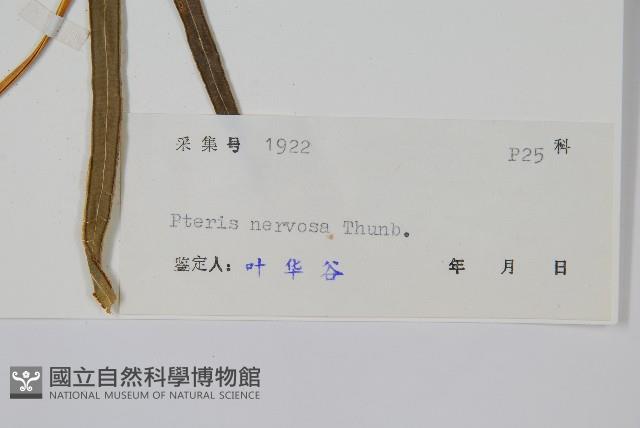 采集号 1922 P25 科
Pteris nervosa Thunb.
鉴定人: 叶华谷 年 月 日
國立自然科學博物館
NATIONAL MUSEUM OF NATURAL SCIENCE